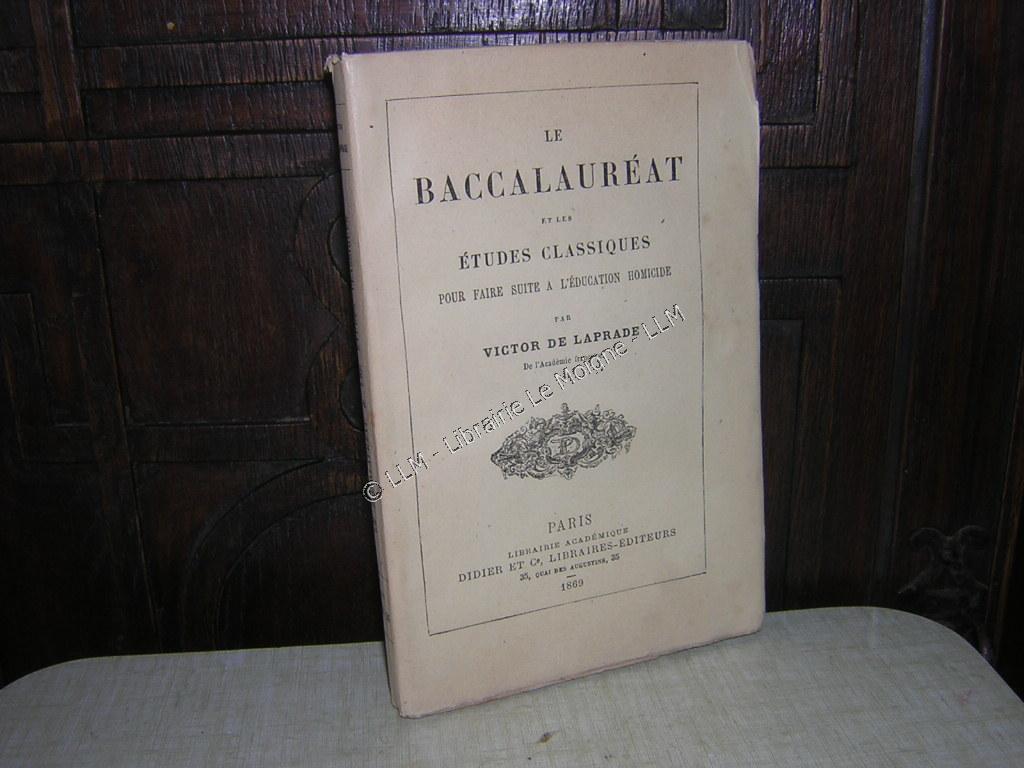 LE
BACCALAURÉAT
ET LES
ÉTUDES CLASSIQUES
POUR FAIRE SUITE A L'ÉDUCATION HOMICIDE
PAR
VICTOR DE LAPRADE
De l'Académie
© LLM - Librairie Le Moigne - LLM
PARIS
LIBRAIRIE ACADÉMIQUE
DIDIER ET Cⁱᵉ, LIBRAIRES-ÉDITEURS
35, QUAI DES AUGUSTINS, 35
1869